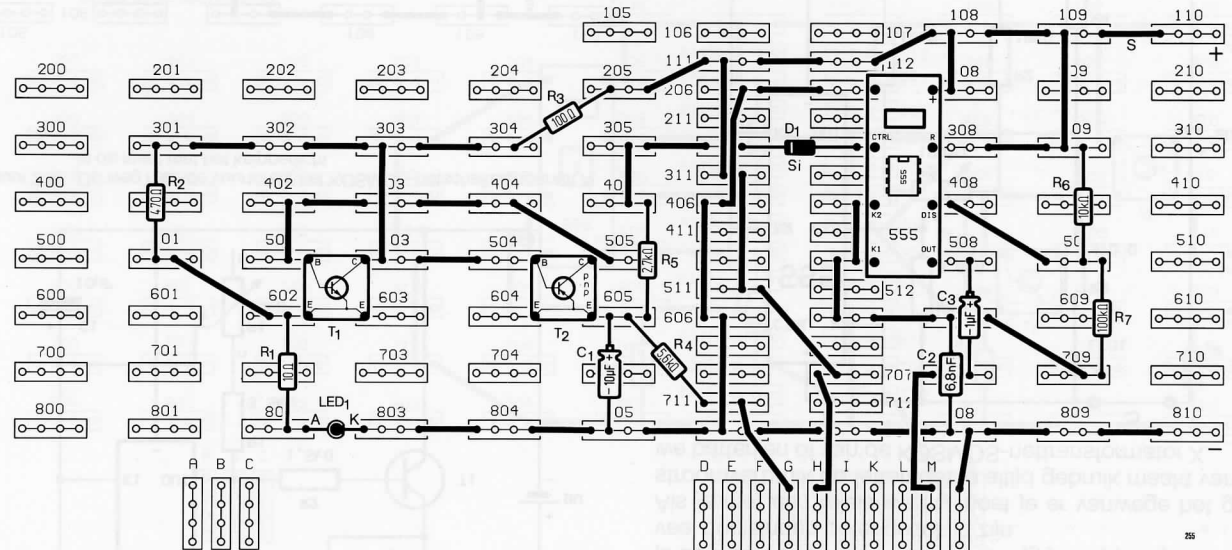 105 106 107 108 109 110
S +
111 112
200 201 202 203 204 205 206 08 09 210
R3 100Ω
- +
211
D1 Si
CTRL R
300 301 302 303 304 305 308 09 310
311
555
R2 470Ω
R6 10kΩ
400 402 03 404 40 406 408 410
K2 DIS
411
K1 555 OUT
500 01 50 03 504 505 508 50 510
B C
B C pnp
R5 2,7kΩ
511 512
E E
E E
600 601 602 603 604 605 606 609 610
T1 T2
C3 -1µF+
R7 100kΩ
R1 10Ω
C1 -10µF+
R4 5,6kΩ
C2 6,8nF
700 701 703 704 707 709 710
711 712
LED1
A K
800 801 80 803 804 05 08 809 810
-
A B C D E F G H I K L M
255